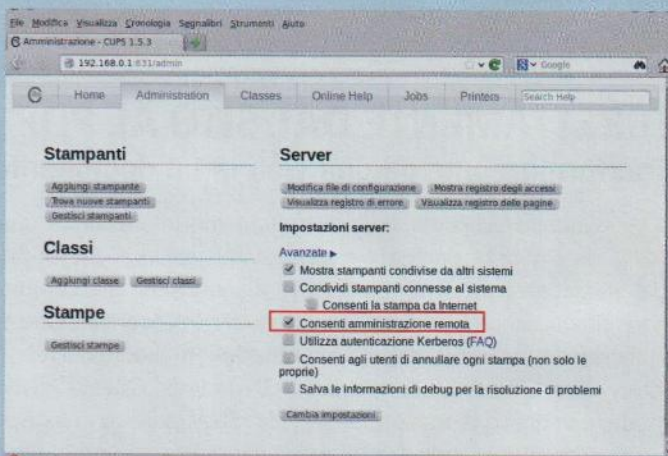 File Modifica Visualizza Cronologia Segnalibri Strumenti Aiuto
Amministrazione - CUPS 1.5.3
192.168.0.1:631/admin
Google
Home Administration Classes Online Help Jobs Printers Search Help
Stampanti
Aggiungi stampante
Trova nuove stampanti
Gestisci stampanti
Classi
Aggiungi classe Gestisci classi
Stampe
Gestisci stampe
Server
Modifica file di configurazione Mostra registro degli accessi
Visualizza registro di errore Visualizza registro delle pagine
Impostazioni server:
Avanzate ▸
Mostra stampanti condivise da altri sistemi
Condividi stampanti connesse al sistema
Consenti la stampa da Internet
Consenti amministrazione remota
Utilizza autenticazione Kerberos (FAQ)
Consenti agli utenti di annullare ogni stampa (non solo le
proprie)
Salva le informazioni di debug per la risoluzione di problemi
Cambia impostazioni